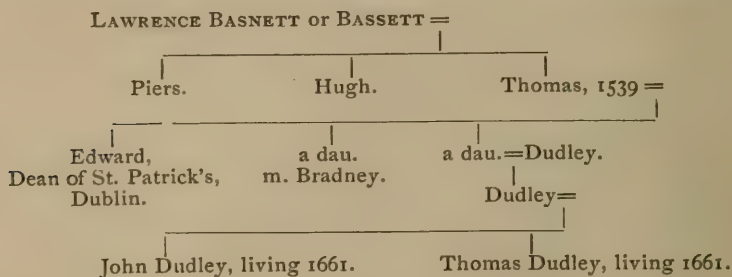 LAWRENCE BASNETT or BASSETT =
Piers. Hugh. Thomas, 1539 =
Edward, a dau. a dau.=Dudley.
Dean of St. Patrick's, m. Bradney.
Dublin. Dudley=
John Dudley, living 1661. Thomas Dudley, living 1661.